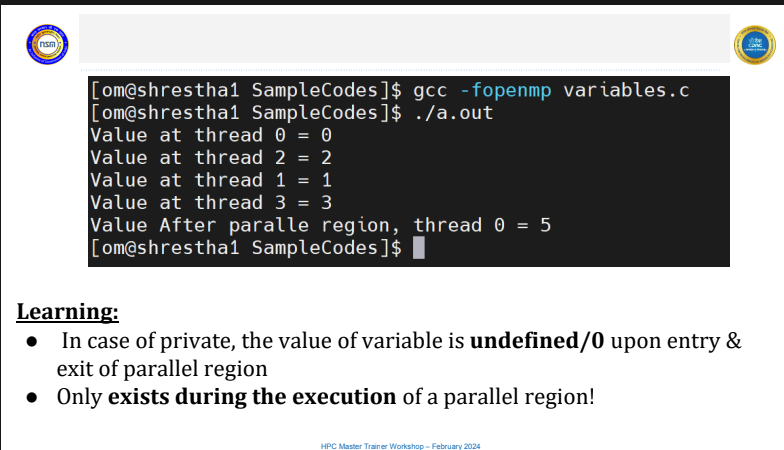 nsm
[om@shrestha1 SampleCodes]$ gcc -fopenmp variables.c
[om@shrestha1 SampleCodes]$ ./a.out
Value at thread 0 = 0
Value at thread 2 = 2
Value at thread 1 = 1
Value at thread 3 = 3
Value After paralle region, thread 0 = 5
[om@shrestha1 SampleCodes]$
Learning:
● In case of private, the value of variable is undefined/0 upon entry &
exit of parallel region
● Only exists during the execution of a parallel region!
HPC Master Trainer Workshop – February 2024